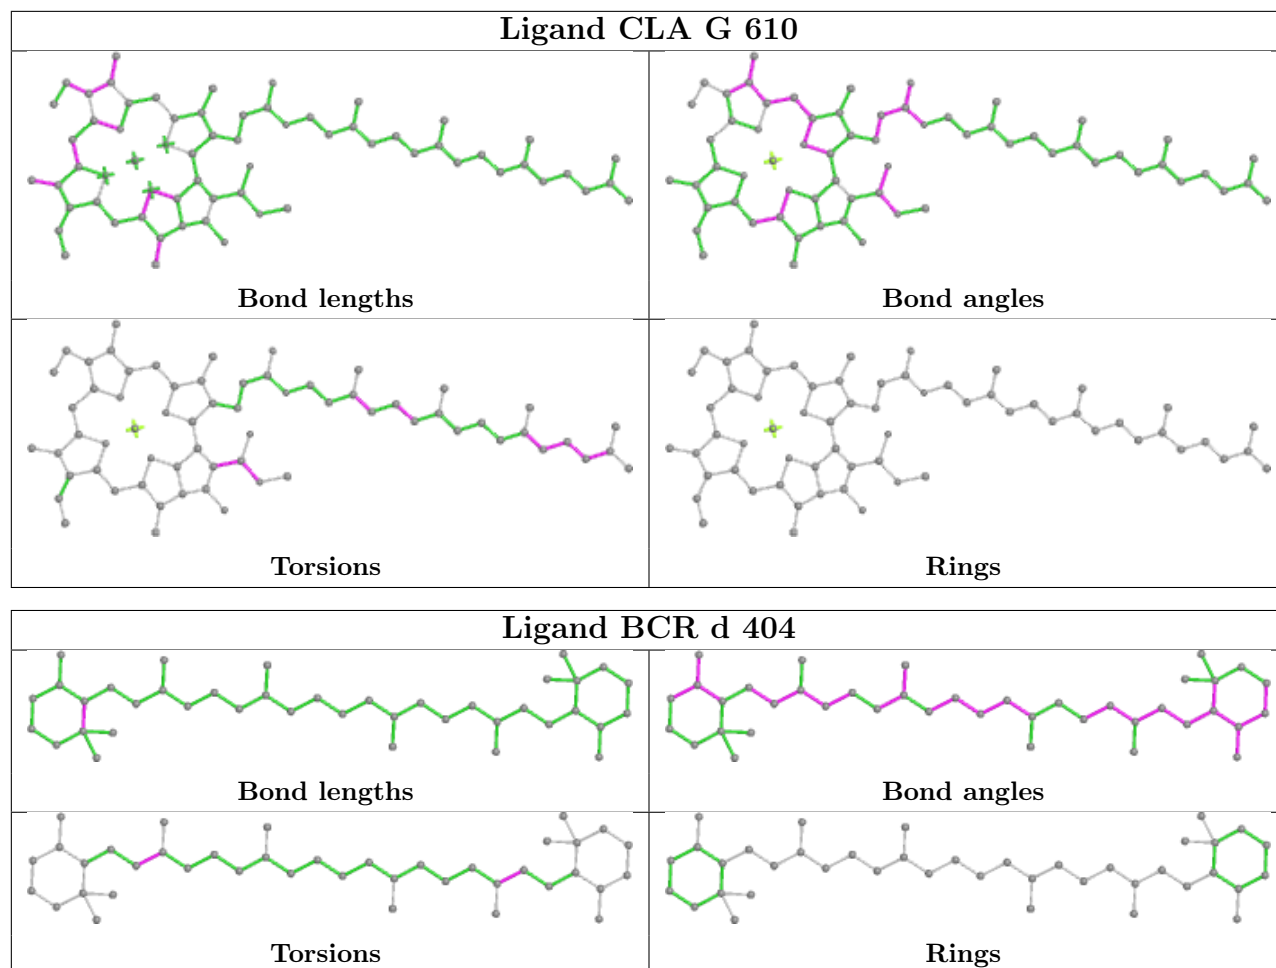 Ligand CLA G 610
Bond lengths
Bond angles
Torsions
Rings
Ligand BCR d 404
Bond lengths
Bond angles
Torsions
Rings